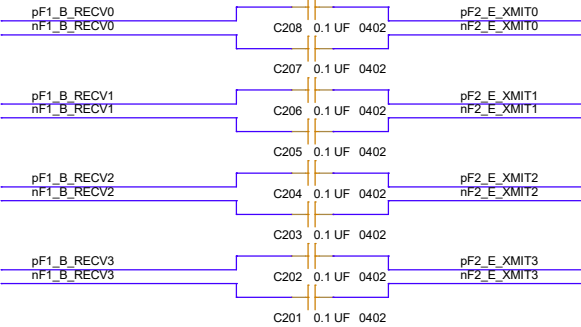 pF1_B_RECV0 pF2_E_XMIT0
nF1_B_RECV0 nF2_E_XMIT0
C208 0.1 UF 0402
C207 0.1 UF 0402
pF1_B_RECV1 pF2_E_XMIT1
nF1_B_RECV1 nF2_E_XMIT1
C206 0.1 UF 0402
C205 0.1 UF 0402
pF1_B_RECV2 pF2_E_XMIT2
nF1_B_RECV2 nF2_E_XMIT2
C204 0.1 UF 0402
C203 0.1 UF 0402
pF1_B_RECV3 pF2_E_XMIT3
nF1_B_RECV3 nF2_E_XMIT3
C202 0.1 UF 0402
C201 0.1 UF 0402